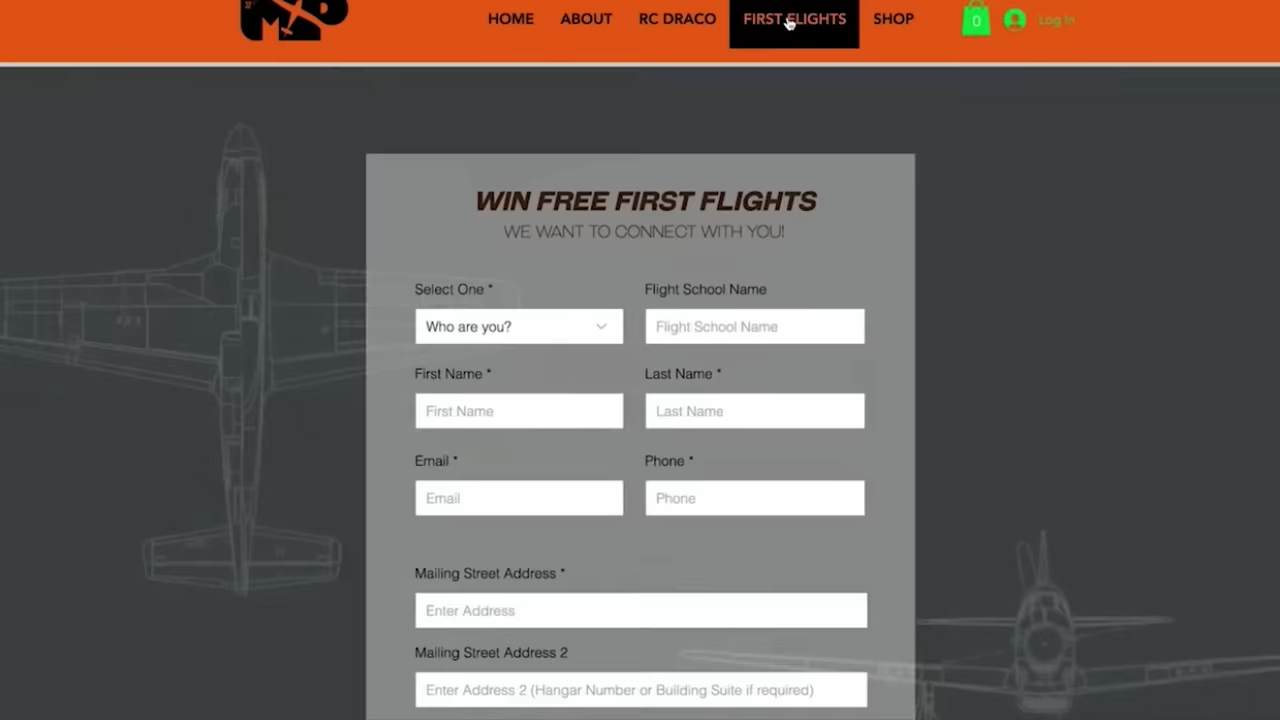 HOME ABOUT RC DRACO FIRST FLIGHTS SHOP 0 Log In
WIN FREE FIRST FLIGHTS
WE WANT TO CONNECT WITH YOU!
Select One * Flight School Name
Who are you? Flight School Name
First Name * Last Name *
First Name Last Name
Email * Phone *
Email Phone
Mailing Street Address *
Enter Address
Mailing Street Address 2
Enter Address 2 (Hangar Number or Building Suite if required)